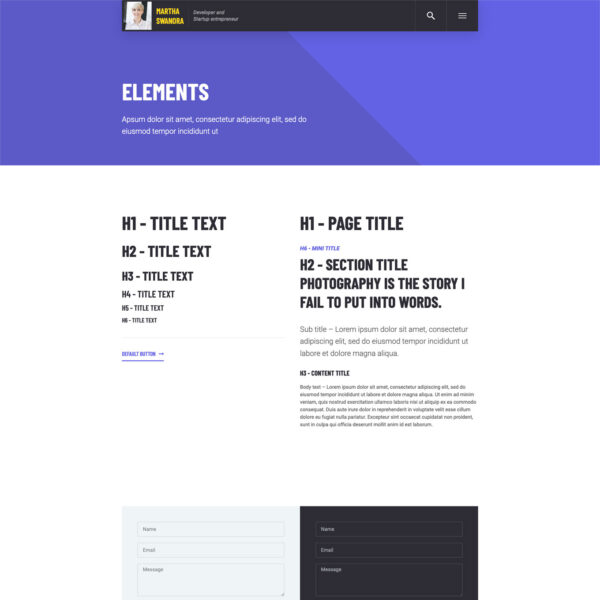 MARTHA
SWANDRA
Developer and
Startup entrepreneur
ELEMENTS
Apsum dolor sit amet, consectetur adipiscing elit, sed do
eiusmod tempor incididunt ut
H1 - TITLE TEXT
H2 - TITLE TEXT
H3 - TITLE TEXT
H4 - TITLE TEXT
H5 - TITLE TEXT
H6 - TITLE TEXT
DEFAULT BUTTON →
H1 - PAGE TITLE
H6 - MINI TITLE
H2 - SECTION TITLE
PHOTOGRAPHY IS THE STORY I
FAIL TO PUT INTO WORDS.
Sub title – Lorem ipsum dolor sit amet, consectetur
adipiscing elit, sed do eiusmod tempor incididunt ut
labore et dolore magna aliqua.
H3 - CONTENT TITLE
Body text – Lorem ipsum dolor sit amet, consectetur adipiscing elit, sed do eiusmod
tempor incididunt ut labore et dolore magna aliqua. Ut enim ad minim
veniam, quis nostrud exercitation ullamco laboris nisi ut aliquip ex ea commodo
consequat. Duis aute irure dolor in reprehenderit in voluptate velit esse cillum
dolore eu fugiat nulla pariatur. Excepteur sint occaecat cupidatat non proident,
sunt in culpa qui officia deserunt mollit anim id est laborum.
Name
Email
Message
Name
Email
Message